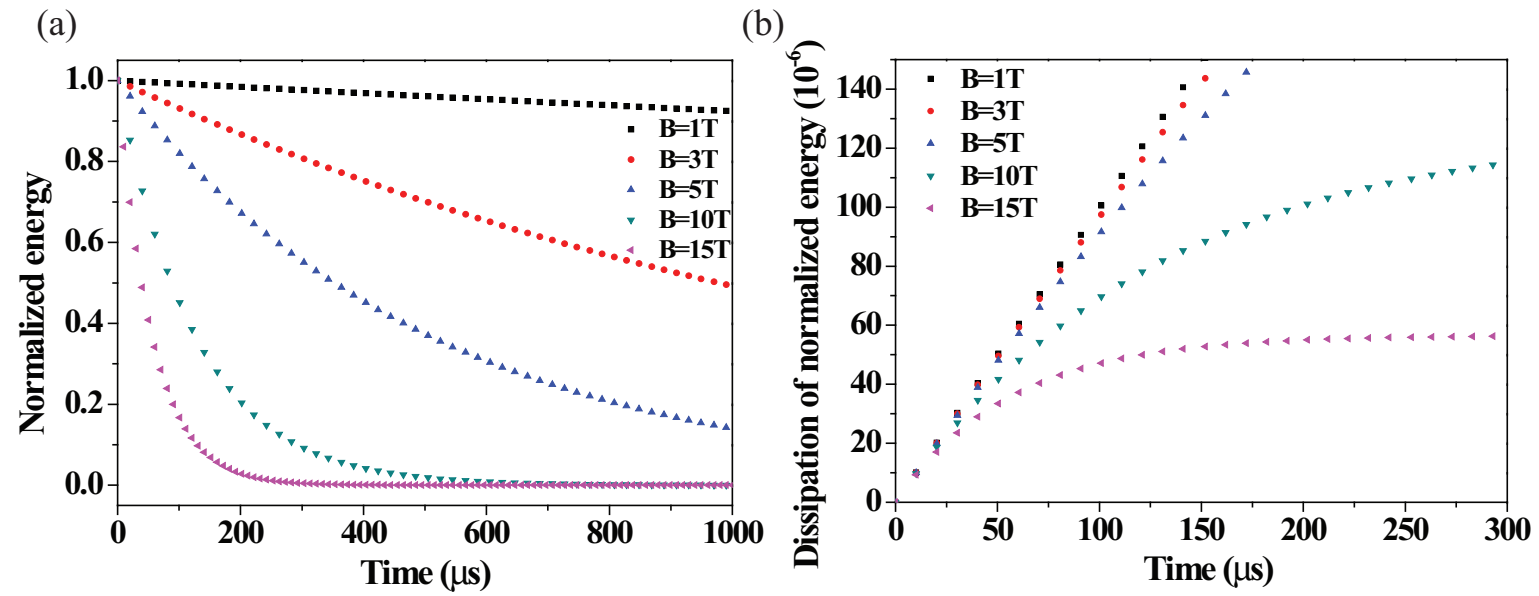 (a)
Normalized energy
1.0
0.8
0.6
0.4
0.2
0.0
B=1T
B=3T
B=5T
B=10T
B=15T
0 200 400 600 800 1000
Time (μs)
(b)
Dissipation of normalized energy (10⁻⁶)
140
120
100
80
60
40
20
0
B=1T
B=3T
B=5T
B=10T
B=15T
0 50 100 150 200 250 300
Time (μs)